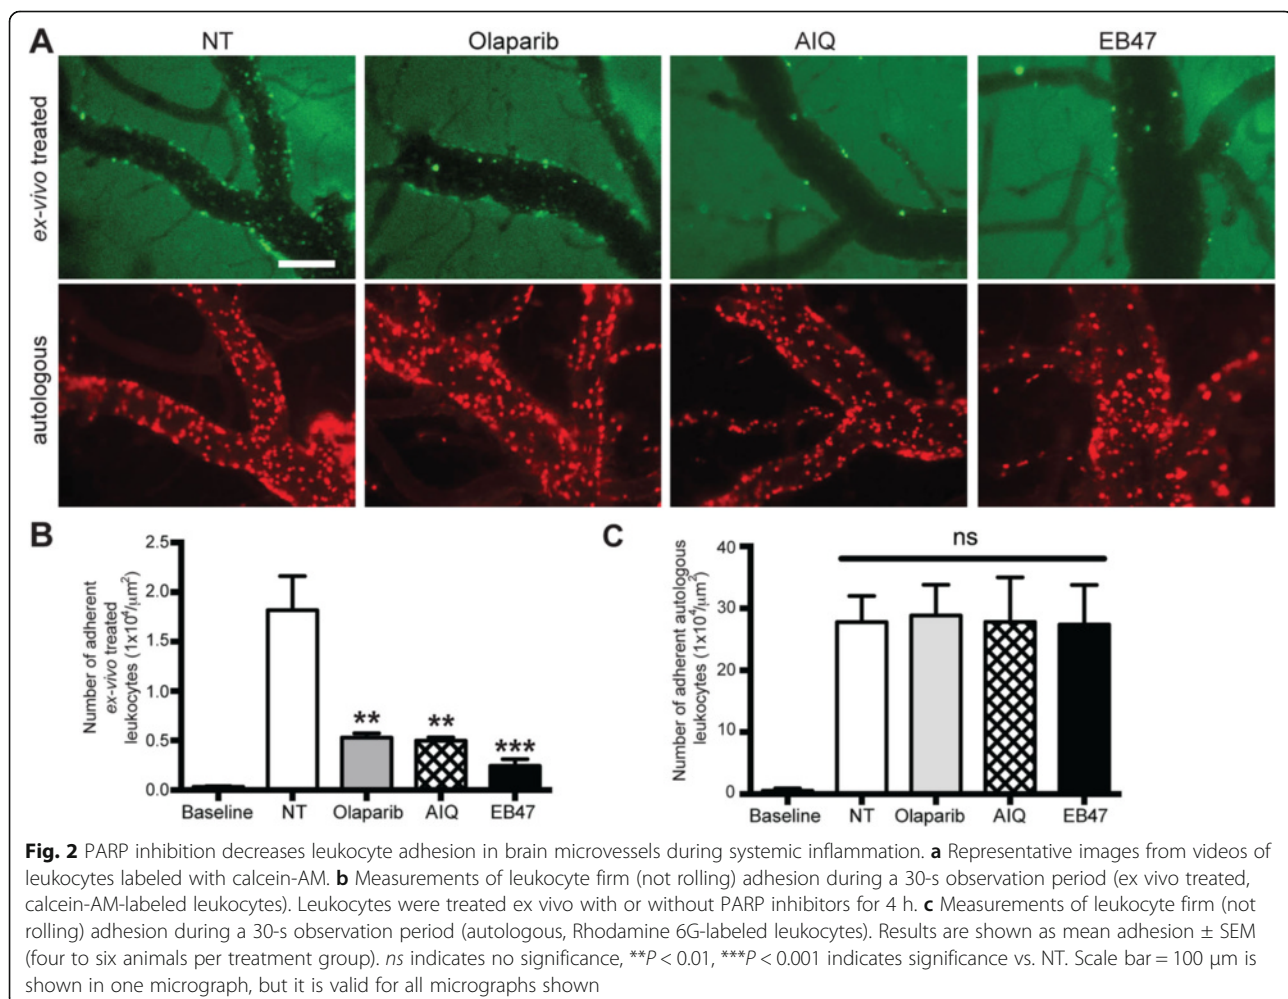 A
NT
Olaparib
AIQ
EB47
ex-vivo treated
autologous
B
Number of adherent
ex-vivo treated
leukocytes (1x10⁴/μm²)
2.5
2.0
1.5
1.0
0.5
0.0
**
**
***
Baseline
NT
Olaparib
AIQ
EB47
C
Number of adherent autologous
leukocytes (1x10⁴/μm²)
40
30
20
10
0
ns
Baseline
NT
Olaparib
AIQ
EB47
Fig. 2 PARP inhibition decreases leukocyte adhesion in brain microvessels during systemic inflammation. a Representative images from videos of
leukocytes labeled with calcein-AM. b Measurements of leukocyte firm (not rolling) adhesion during a 30-s observation period (ex vivo treated,
calcein-AM-labeled leukocytes). Leukocytes were treated ex vivo with or without PARP inhibitors for 4 h. c Measurements of leukocyte firm (not
rolling) adhesion during a 30-s observation period (autologous, Rhodamine 6G-labeled leukocytes). Results are shown as mean adhesion ± SEM
(four to six animals per treatment group). ns indicates no significance, **P < 0.01, ***P < 0.001 indicates significance vs. NT. Scale bar = 100 μm is
shown in one micrograph, but it is valid for all micrographs shown